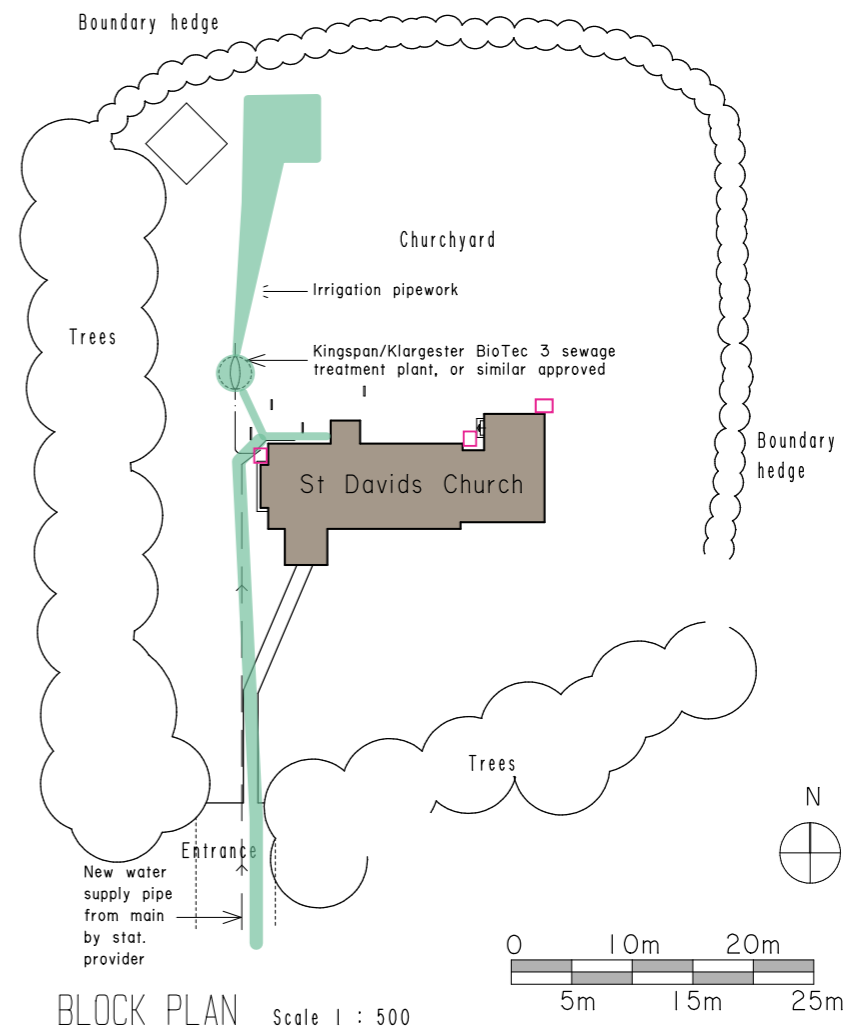 Boundary hedge
Churchyard
Irrigation pipework
Trees
Kingspan/Klargester BioTec 3 sewage
treatment plant, or similar approved
Boundary
hedge
St Davids Church
Trees
N
Entrance
New water
supply pipe
from main
by stat.
provider
0 10m 20m
5m 15m 25m
BLOCK PLAN Scale 1 : 500